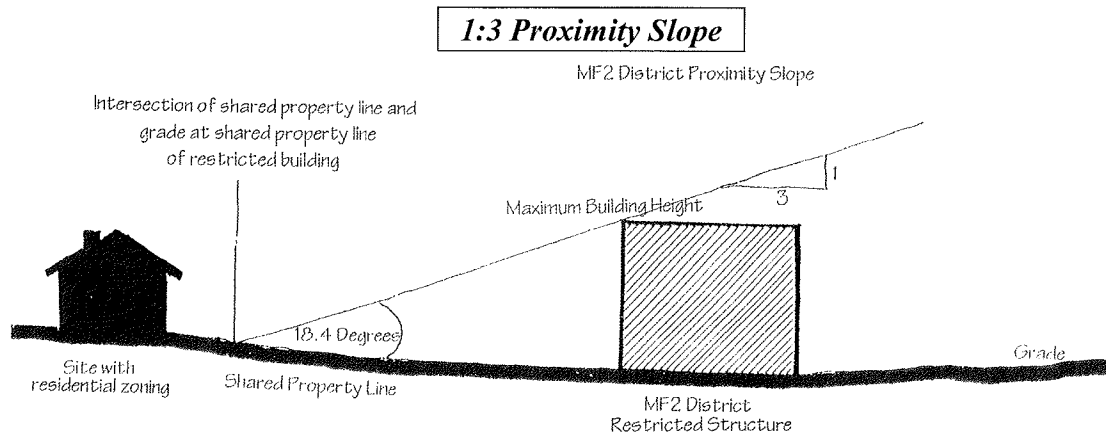 1:3 Proximity Slope
MF2 District Proximity Slope
Intersection of shared property line and
grade at shared property line
of restricted building
1
3
Maximum Building Height
18.4 Degrees
Grade
Site with
residential zoning
Shared Property Line
MF2 District
Restricted Structure